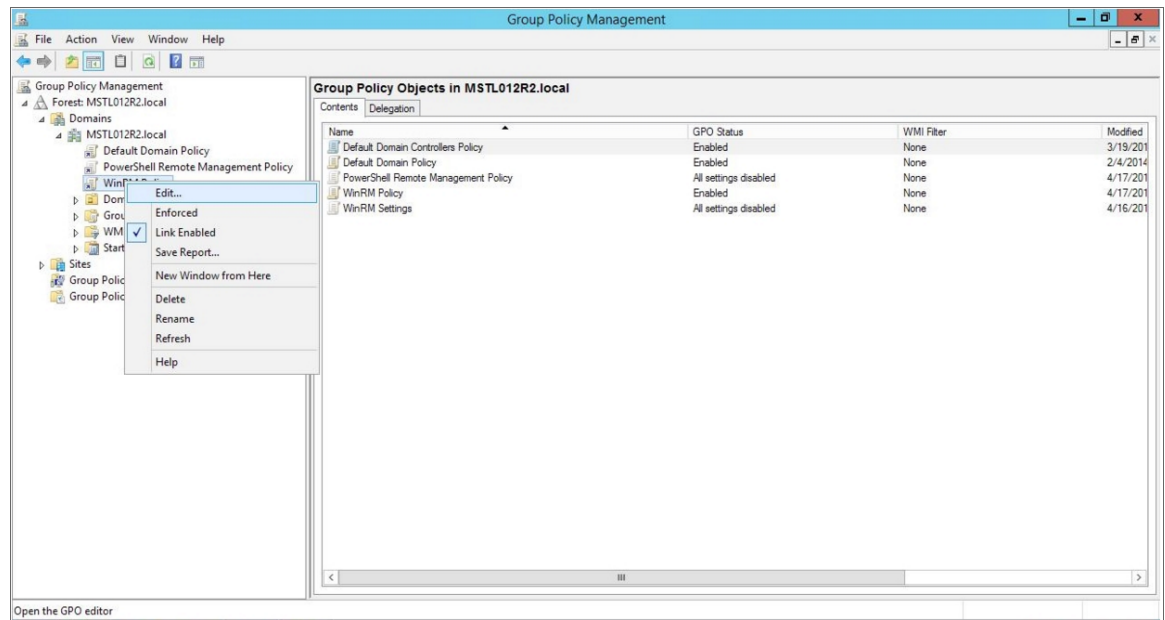 Group Policy Management
File Action View Window Help
Group Policy Management
Forest: MSTL012R2.local
Domains
MSTL012R2.local
Default Domain Policy
PowerShell Remote Management Policy
Dom
Grou
WM
Start
Sites
Group Polic
Group Polic
Edit...
Enforced
Link Enabled
Save Report...
New Window from Here
Delete
Rename
Refresh
Help
Group Policy Objects in MSTL012R2.local
Contents Delegation
Name GPO Status WMI Filter Modified
Default Domain Controllers Policy Enabled None 3/19/201
Default Domain Policy Enabled None 2/4/2014
PowerShell Remote Management Policy All settings disabled None 4/17/201
WinRM Policy Enabled None 4/17/201
WinRM Settings All settings disabled None 4/16/201
Open the GPO editor